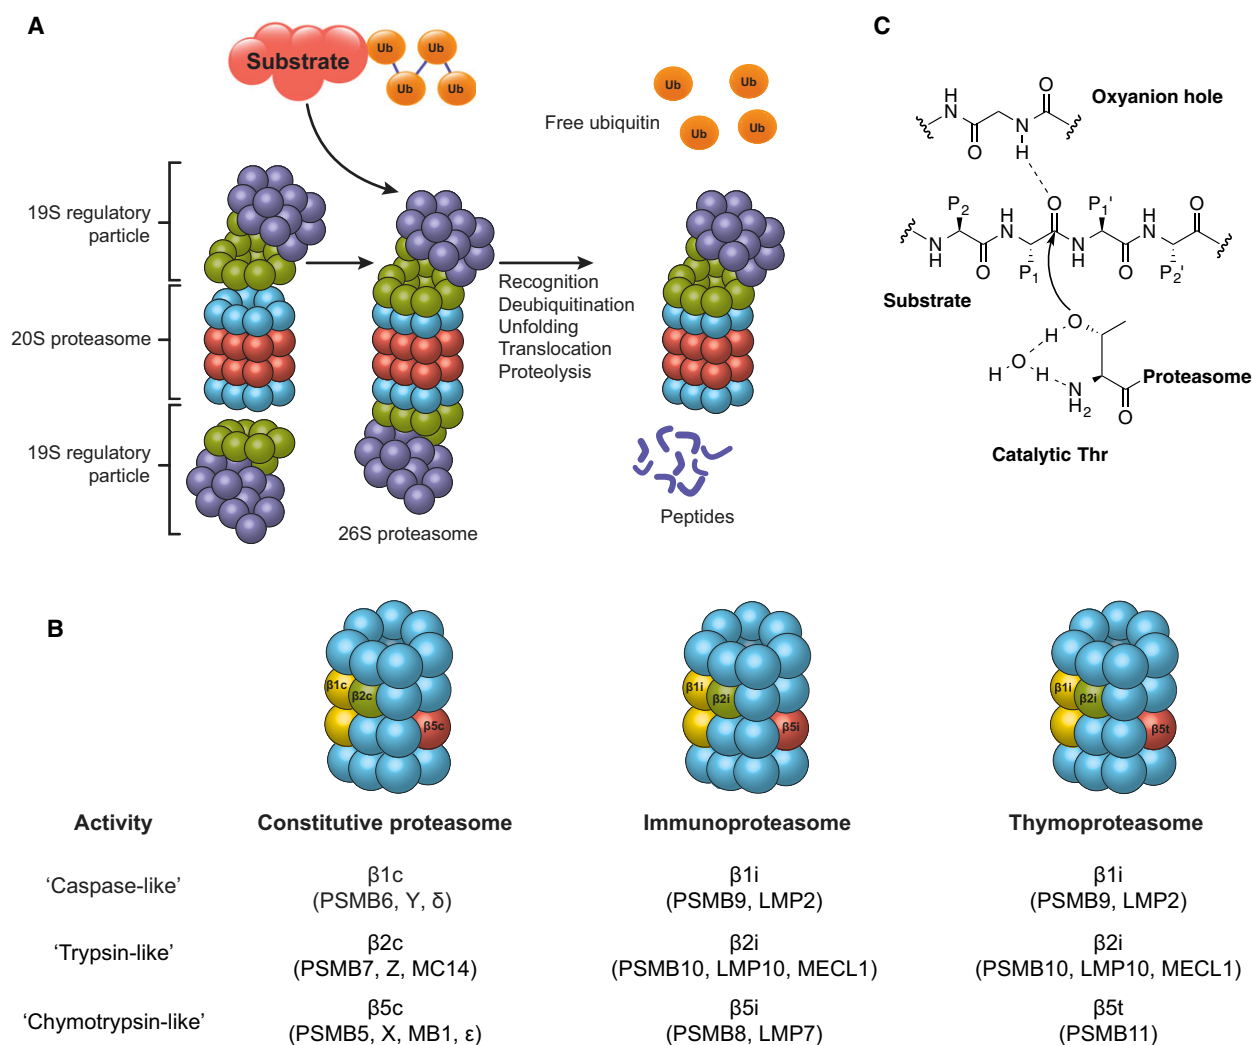 A
Substrate
Ub
Ub
Ub
Ub
Free ubiquitin
Ub
Ub
Ub
Ub
19S regulatory
particle
20S proteasome
19S regulatory
particle
26S proteasome
Recognition
Deubiquitination
Unfolding
Translocation
Proteolysis
Peptides
C
Oxyanion hole
H
N
O
N
H
O
P2
N
H
O
H
N
P1
O
N
H
P1'
O
H
N
P2'
O
Substrate
H
O
H
O
H
NH2
O
Proteasome
Catalytic Thr
B
β1c
β2c
β5c
β1i
β2i
β5i
β1i
β2i
β5t
Activity Constitutive proteasome Immunoproteasome Thymoproteasome
‘Caspase-like’ β1c β1i β1i
(PSMB6, Y, δ) (PSMB9, LMP2) (PSMB9, LMP2)
‘Trypsin-like’ β2c β2i β2i
(PSMB7, Z, MC14) (PSMB10, LMP10, MECL1) (PSMB10, LMP10, MECL1)
‘Chymotrypsin-like’ β5c β5i β5t
(PSMB5, X, MB1, ε) (PSMB8, LMP7) (PSMB11)